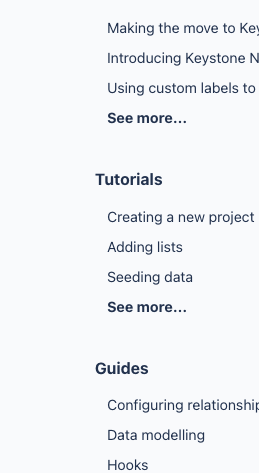 Making the move to Key
Introducing Keystone N
Using custom labels to
See more...
Tutorials
Creating a new project
Adding lists
Seeding data
See more...
Guides
Configuring relationship
Data modelling
Hooks